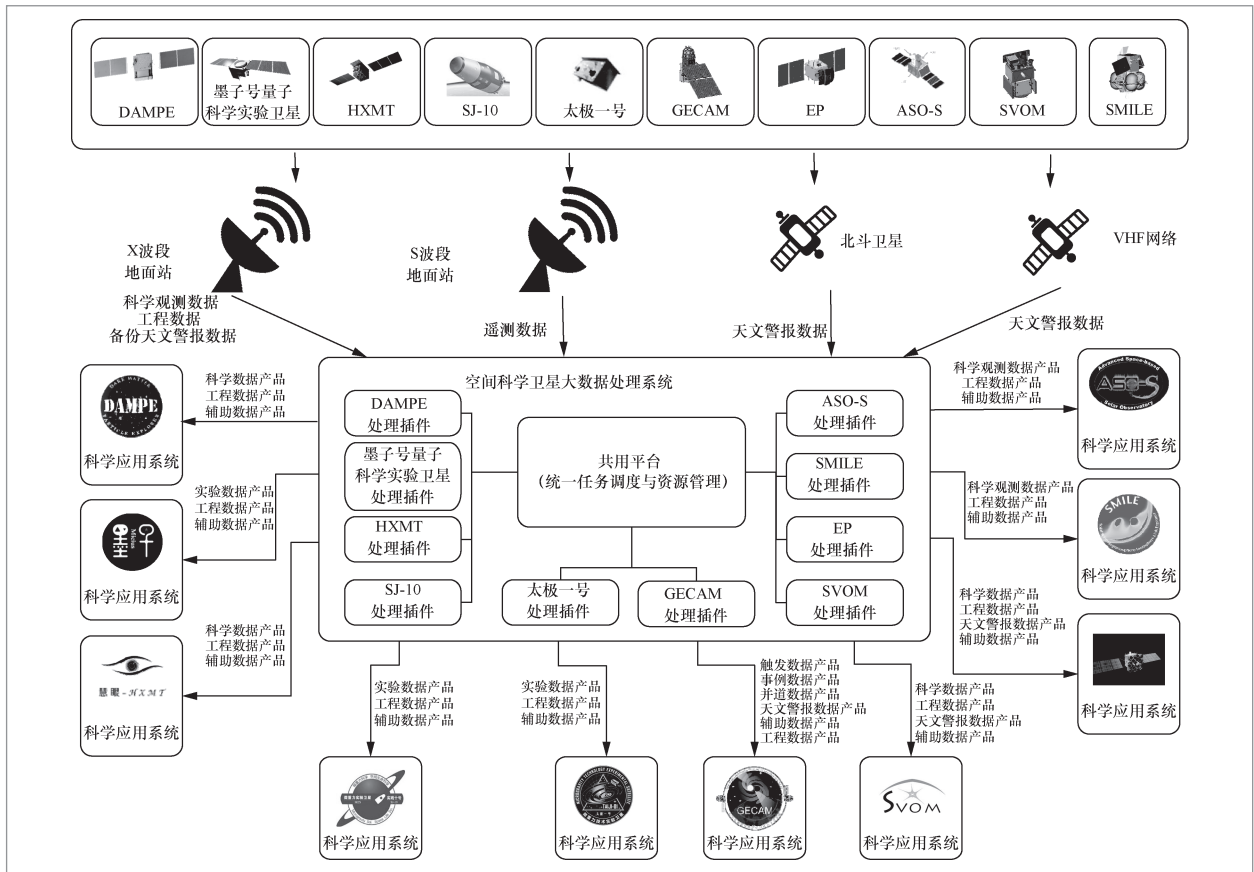 DAMPE
墨子号量子
科学实验卫星
HXMT
SJ-10
太极一号
GECAM
EP
ASO-S
SVOM
SMILE
X波段
地面站
S波段
地面站
北斗卫星
VHF网络
科学观测数据
工程数据
备份天文警报数据
遥测数据
天文警报数据
天文警报数据
空间科学卫星大数据处理系统
DAMPE
处理插件
墨子号量子
科学实验卫星
处理插件
HXMT
处理插件
SJ-10
处理插件
共用平台
(统一任务调度与资源管理)
太极一号
处理插件
GECAM
处理插件
ASO-S
处理插件
SMILE
处理插件
EP
处理插件
SVOM
处理插件
科学数据产品
工程数据产品
辅助数据产品
DARK MATTER
DAMPE
PARTICLE EXPLORER
科学应用系统
实验数据产品
工程数据产品
辅助数据产品
Micius
科学应用系统
科学数据产品
工程数据产品
辅助数据产品
慧眼-HXMT
科学应用系统
科学观测数据产品
工程数据产品
辅助数据产品
Advanced Space-based
ASO-S
Solar Observatory
科学应用系统
科学观测数据产品
工程数据产品
辅助数据产品
SMILE
科学应用系统
科学数据产品
工程数据产品
天文警报数据产品
辅助数据产品
科学应用系统
实验数据产品
工程数据产品
辅助数据产品
科学应用系统
实验数据产品
工程数据产品
辅助数据产品
TAIJI-01
科学应用系统
触发数据产品
事例数据产品
并道数据产品
天文警报数据产品
辅助数据产品
工程数据产品
GECAM
科学应用系统
科学数据产品
工程数据产品
天文警报数据产品
辅助数据产品
SVOM
科学应用系统